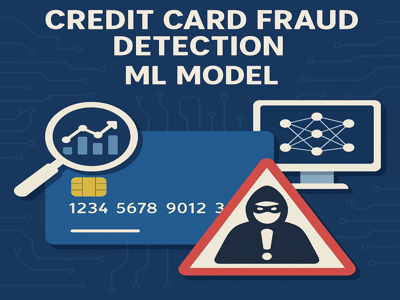 CREDIT CARD FRAUD
DETECTION
ML MODEL
1234 5678 9012 3
!